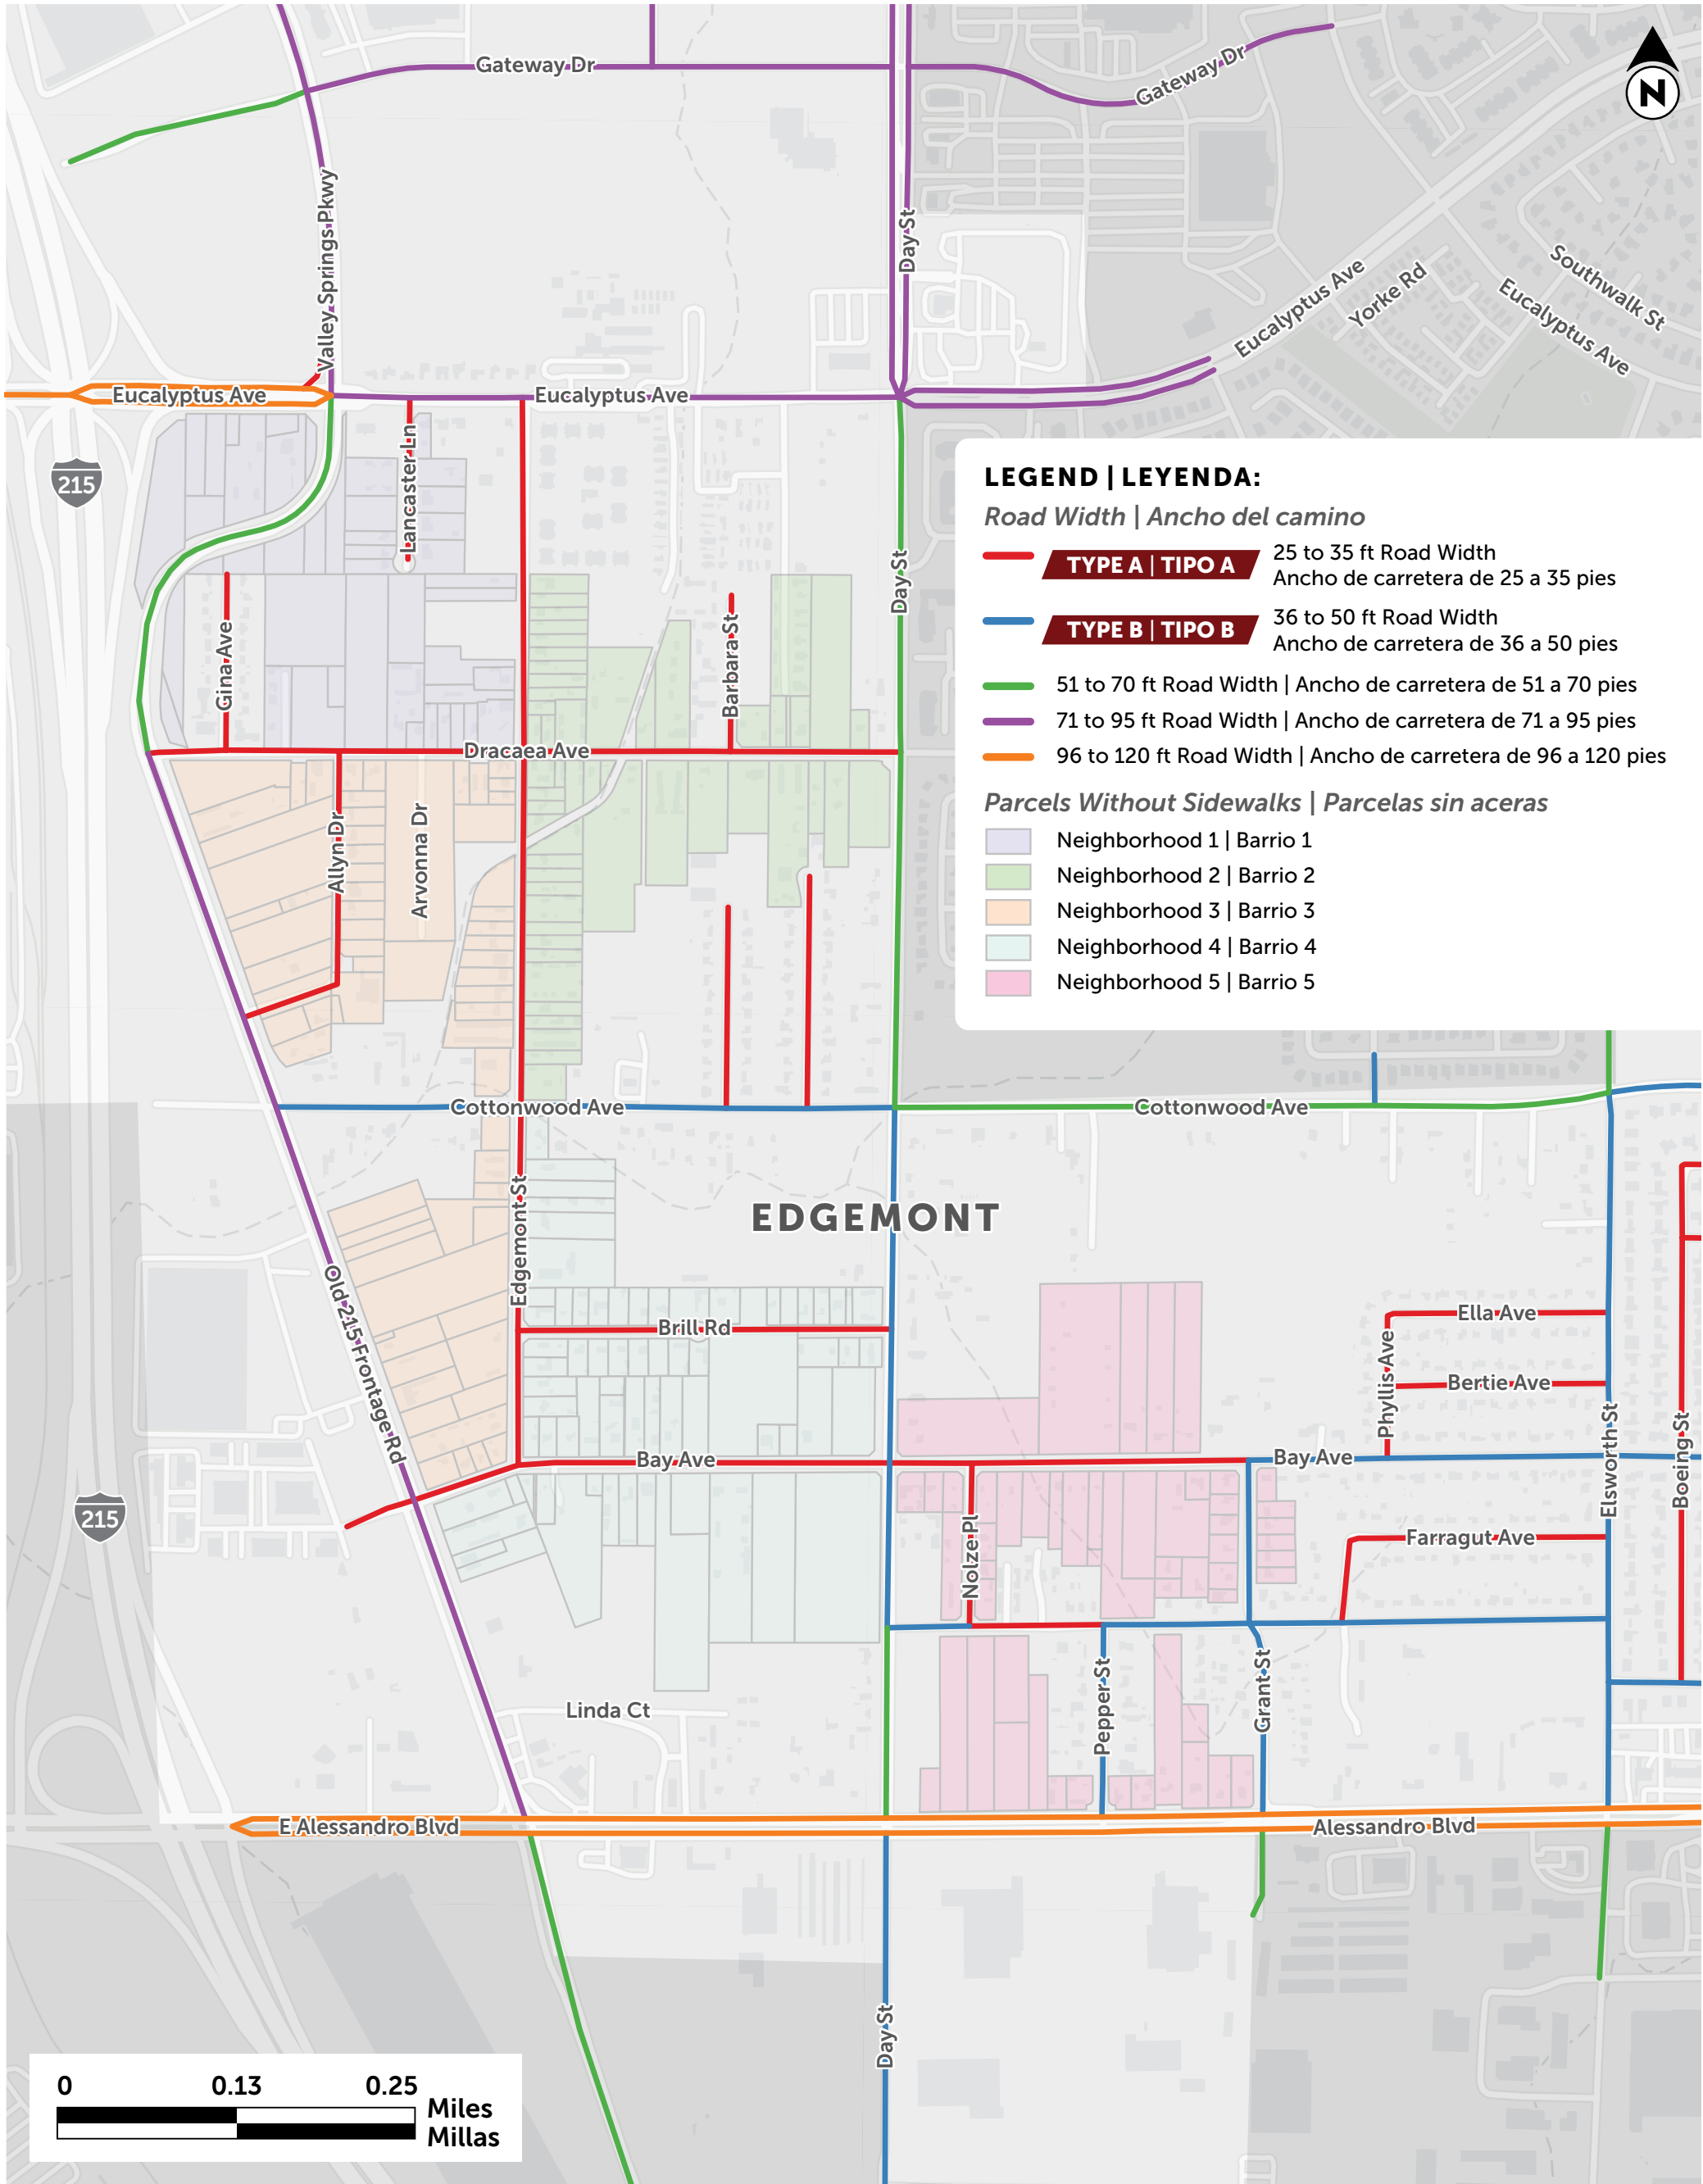 Gateway Dr
Gateway Dr
N
Valley Springs Pkwy
Day St
Eucalyptus Ave
Yorke Rd
Southwalk St
Eucalyptus Ave
Eucalyptus Ave
Eucalyptus Ave
215
Lancaster Ln
Day St
Gina Ave
Barbara St
Dracaea Ave
Allyn Dr
Arvonna Dr
LEGEND | LEYENDA:
Road Width | Ancho del camino
TYPE A | TIPO A
25 to 35 ft Road Width
Ancho de carretera de 25 a 35 pies
TYPE B | TIPO B
36 to 50 ft Road Width
Ancho de carretera de 36 a 50 pies
51 to 70 ft Road Width | Ancho de carretera de 51 a 70 pies
71 to 95 ft Road Width | Ancho de carretera de 71 a 95 pies
96 to 120 ft Road Width | Ancho de carretera de 96 a 120 pies
Parcels Without Sidewalks | Parcelas sin aceras
Neighborhood 1 | Barrio 1
Neighborhood 2 | Barrio 2
Neighborhood 3 | Barrio 3
Neighborhood 4 | Barrio 4
Neighborhood 5 | Barrio 5
Cottonwood Ave
Cottonwood Ave
EDGEMONT
Edgemont St
Old 215 Frontage Rd
Brill Rd
Ella Ave
Phyllis Ave
Bertie Ave
Bay Ave
Bay Ave
Elsworth St
Boeing St
215
Nolze Pl
Farragut Ave
Linda Ct
Pepper St
Grant St
E Alessandro Blvd
Alessandro Blvd
Day St
0 0.13 0.25
Miles
Millas